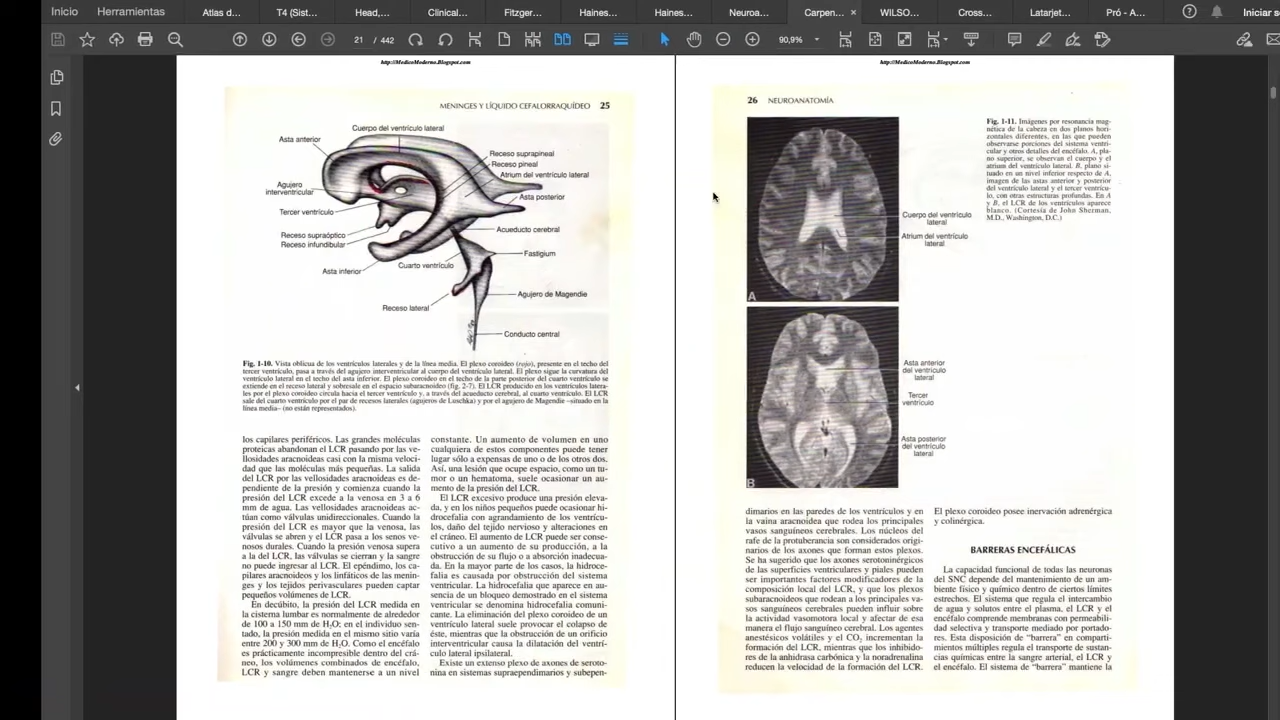 Inicio
Herramientas
Atlas d...
T4 (Sist...
Head,...
Clinical...
Fitzger...
Haines...
Haines...
Neuroa...
Carpen...
WILSO...
Cross...
Latarjet...
Pró - A...
Iniciar s
21 / 442
90,9%
http://MedicoModerno.Blogspot.com
MENINGES Y LÍQUIDO CEFALORRAQUÍDEO 25
Cuerpo del ventrículo lateral
Asta anterior
Receso suprapineal
Receso pineal
Atrium del ventrículo lateral
Agujero
interventricular
Asta posterior
Tercer ventrículo
Acueducto cerebral
Receso supraóptico
Receso infundibular
Fastigium
Cuarto ventrículo
Asta inferior
Agujero de Magendie
Receso lateral
Conducto central
Fig. 1-10. Vista oblicua de los ventrículos laterales y de la línea media. El plexo coroideo (rojo), presente en el techo del
tercer ventrículo, pasa a través del agujero interventricular al cuerpo del ventrículo lateral. El plexo sigue la curvatura del
ventrículo lateral en el techo del asta inferior. El plexo coroideo en el techo de la parte posterior del cuarto ventrículo se
extiende en el receso lateral y sobresale en el espacio subaracnoideo (fig. 2-7). El LCR producido en los ventrículos latera-
les por el plexo coroideo circula hacia el tercer ventrículo y, a través del acueducto cerebral, al cuarto ventrículo. El LCR
sale del cuarto ventrículo por el par de recesos laterales (agujeros de Luschka) y por el agujero de Magendie –situado en la
línea media– (no están representados).
los capilares periféricos. Las grandes moléculas
proteicas abandonan el LCR pasando por las ve-
llosidades aracnoideas casi con la misma veloci-
dad que las moléculas más pequeñas. La salida
del LCR por las vellosidades aracnoideas es de-
pendiente de la presión y comienza cuando la
presión del LCR excede a la venosa en 3 a 6
mm de agua. Las vellosidades aracnoideas ac-
túan como válvulas unidireccionales. Cuando la
presión del LCR es mayor que la venosa, las
válvulas se abren y el LCR pasa a los senos ve-
nosos durales. Cuando la presión venosa supera
a la del LCR, las válvulas se cierran y la sangre
no puede ingresar al LCR. El epéndimo, los ca-
pilares aracnoideos y los linfáticos de las menin-
ges y los tejidos perivasculares pueden captar
pequeños volúmenes de LCR.
En decúbito, la presión del LCR medida en
la cisterna lumbar es normalmente de alrededor
de 100 a 150 mm de H₂O; en el individuo sen-
tado, la presión medida en el mismo sitio varía
entre 200 y 300 mm de H₂O. Como el encéfalo
es prácticamente incompresible dentro del crá-
neo, los volúmenes combinados de encéfalo,
LCR y sangre deben mantenerse a un nivel
constante. Un aumento de volumen en uno
cualquiera de estos componentes puede tener
lugar sólo a expensas de uno o de los otros dos.
Así, una lesión que ocupe espacio, como un tu-
mor o un hematoma, suele ocasionar un au-
mento de la presión del LCR.
El LCR excesivo produce una presión eleva-
da, y en los niños pequeños puede ocasionar hi-
drocefalia con agrandamiento de los ventrícu-
los, daño del tejido nervioso y alteraciones en
el cráneo. El aumento de LCR puede ser conse-
cutivo a un aumento de su producción, a la
obstrucción de su flujo o a absorción inadecua-
da. En la mayor parte de los casos, la hidroce-
falia es causada por obstrucción del sistema
ventricular. La hidrocefalia que aparece en au-
sencia de un bloqueo demostrado en el sistema
ventricular se denomina hidrocefalia comuni-
cante. La eliminación del plexo coroideo de un
ventrículo lateral suele provocar el colapso de
éste, mientras que la obstrucción de un orificio
interventricular causa la dilatación del ventrí-
culo lateral ipsilateral.
Existe un extenso plexo de axones de seroto-
nina en sistemas supraependimarios y subepen-
http://MedicoModerno.Blogspot.com
26 NEUROANATOMÍA
Fig. 1-11. Imágenes por resonancia mag-
nética de la cabeza en dos planos hori-
zontales diferentes, en las que pueden
observarse porciones del sistema ventri-
cular y otros detalles del encéfalo. A, pla-
no superior, se observan el cuerpo y el
atrium del ventrículo lateral. B, plano si-
tuado en un nivel inferior respecto de A,
imagen de las astas anterior y posterior
del ventrículo lateral y el tercer ventrícu-
lo, con otras estructuras profundas. En A
y B, el LCR de los ventrículos aparece
blanco. (Cortesía de John Sherman,
M.D., Washington, D.C.)
Cuerpo del ventrículo
lateral
Atrium del ventrículo
lateral
A
Asta anterior
del ventrículo
lateral
Tercer
ventrículo
Asta posterior
del ventrículo
lateral
B
dimarios en las paredes de los ventrículos y en
la vaina aracnoidea que rodea los principales
vasos sanguíneos cerebrales. Los núcleos del
rafe de la protuberancia son considerados origi-
narios de los axones que forman estos plexos.
Se ha sugerido que los axones serotoninérgicos
de las superficies ventriculares y piales pueden
ser importantes factores modificadores de la
composición local del LCR, y que los plexos
subaracnoideos que rodean a los principales va-
sos sanguíneos cerebrales pueden influir sobre
la actividad vasomotora local y afectar de esa
manera el flujo sanguíneo cerebral. Los agentes
anestésicos volátiles y el CO₂ incrementan la
formación del LCR, mientras que los inhibido-
res de la anhidrasa carbónica y la noradrenalina
reducen la velocidad de la formación del LCR.
El plexo coroideo posee inervación adrenérgica
y colinérgica.
BARRERAS ENCEFÁLICAS
La capacidad funcional de todas las neuronas
del SNC depende del mantenimiento de un am-
biente físico y químico dentro de ciertos límites
estrechos. El sistema que regula el intercambio
de agua y solutos entre el plasma, el LCR y el
encéfalo comprende membranas con permeabili-
dad selectiva y transporte mediado por portado-
res. Esta disposición de “barrera” en comparti-
mientos múltiples regula el transporte de sustan-
cias químicas entre la sangre arterial, el LCR y
el encéfalo. El sistema de “barrera” mantiene la